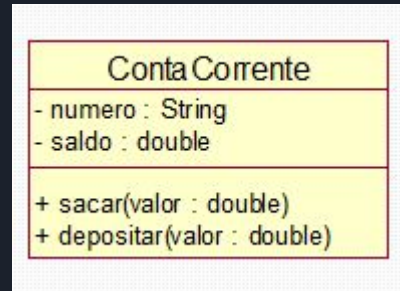 ContaCorrente
- numero : String
- saldo : double
+ sacar(valor : double)
+ depositar(valor : double)